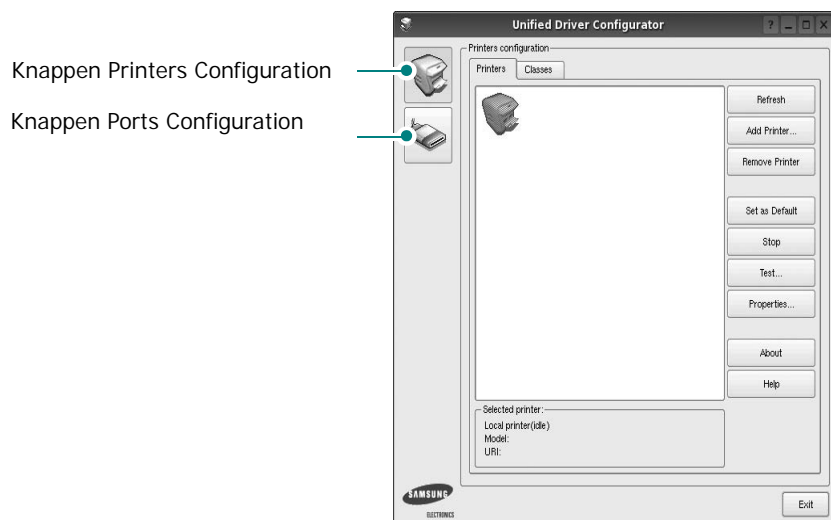 Unified Driver Configurator
Knappen Printers Configuration
Knappen Ports Configuration
Printers configuration
Printers
Classes
Refresh
Add Printer...
Remove Printer
Set as Default
Stop
Test...
Properties...
About
Help
Selected printer:
Local printer(idle)
Model:
URI:
SAMSUNG
ELECTRONICS
Exit